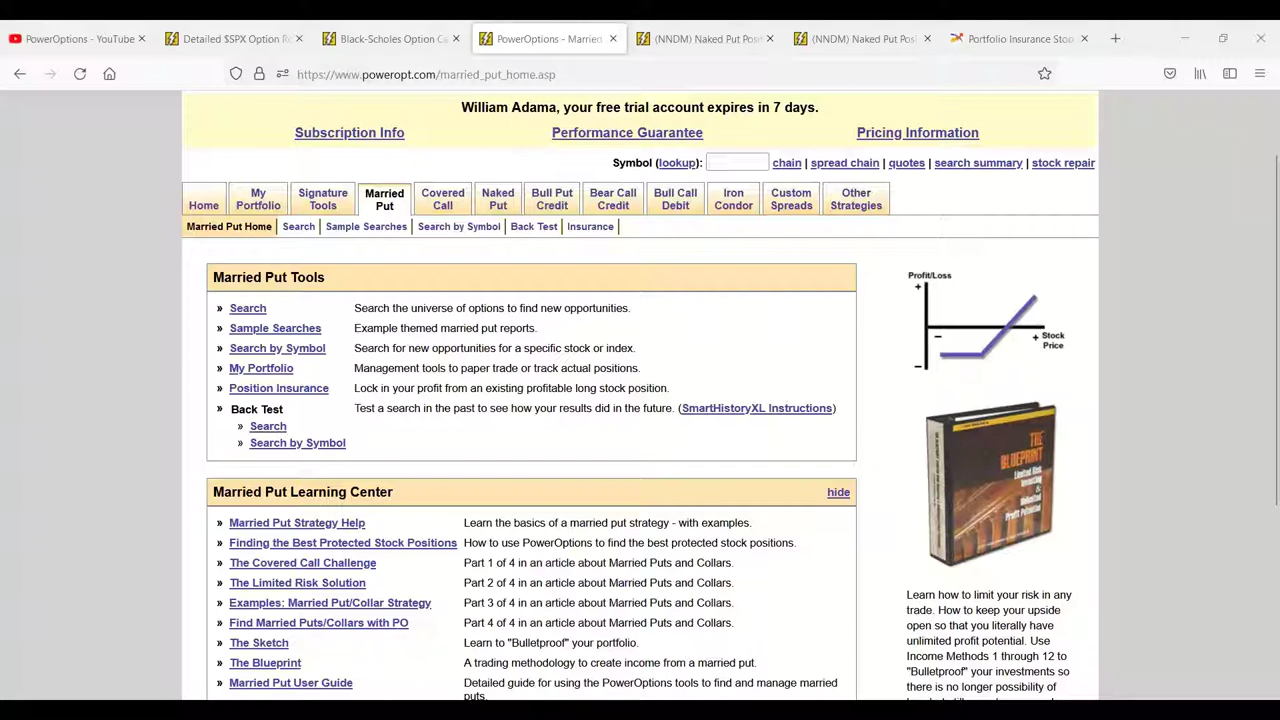 PowerOptions - YouTube
Detailed $SPX Option R
Black-Scholes Option Ca
PowerOptions - Married
(NNDM) Naked Put Posi
(NNDM) Naked Put Posi
Portfolio Insurance Stoc
https://www.poweropt.com/married_put_home.asp
William Adama, your free trial account expires in 7 days.
Subscription Info Performance Guarantee Pricing Information
Symbol (lookup): chain | spread chain | quotes | search summary | stock repair
Home
My Portfolio
Signature Tools
Married Put
Covered Call
Naked Put
Bull Put Credit
Bear Call Credit
Bull Call Debit
Iron Condor
Custom Spreads
Other Strategies
Married Put Home | Search | Sample Searches | Search by Symbol | Back Test | Insurance |
Married Put Tools
» Search Search the universe of options to find new opportunities.
» Sample Searches Example themed married put reports.
» Search by Symbol Search for new opportunities for a specific stock or index.
» My Portfolio Management tools to paper trade or track actual positions.
» Position Insurance Lock in your profit from an existing profitable long stock position.
» Back Test Test a search in the past to see how your results did in the future. (SmartHistoryXL Instructions)
» Search
» Search by Symbol
Married Put Learning Center hide
» Married Put Strategy Help Learn the basics of a married put strategy - with examples.
» Finding the Best Protected Stock Positions How to use PowerOptions to find the best protected stock positions.
» The Covered Call Challenge Part 1 of 4 in an article about Married Puts and Collars.
» The Limited Risk Solution Part 2 of 4 in an article about Married Puts and Collars.
» Examples: Married Put/Collar Strategy Part 3 of 4 in an article about Married Puts and Collars.
» Find Married Puts/Collars with PO Part 4 of 4 in an article about Married Puts and Collars.
» The Sketch Learn to "Bulletproof" your portfolio.
» The Blueprint A trading methodology to create income from a married put.
» Married Put User Guide Detailed guide for using the PowerOptions tools to find and manage married
puts.
Profit/Loss
+
−
− + Stock
Price
−
THE
BLUEPRINT
Limited Risk
Investing
&
Unlimited
Profit Potential
Learn how to limit your risk in any
trade. How to keep your upside
open so that you literally have
unlimited profit potential. Use
Income Methods 1 through 12 to
"Bulletproof" your investments so
there is no longer possibility of